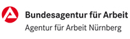 Bundesagentur für Arbeit
Agentur für Arbeit Nürnberg